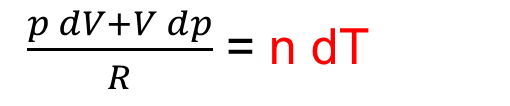 p dV+V dp
R
= n dT